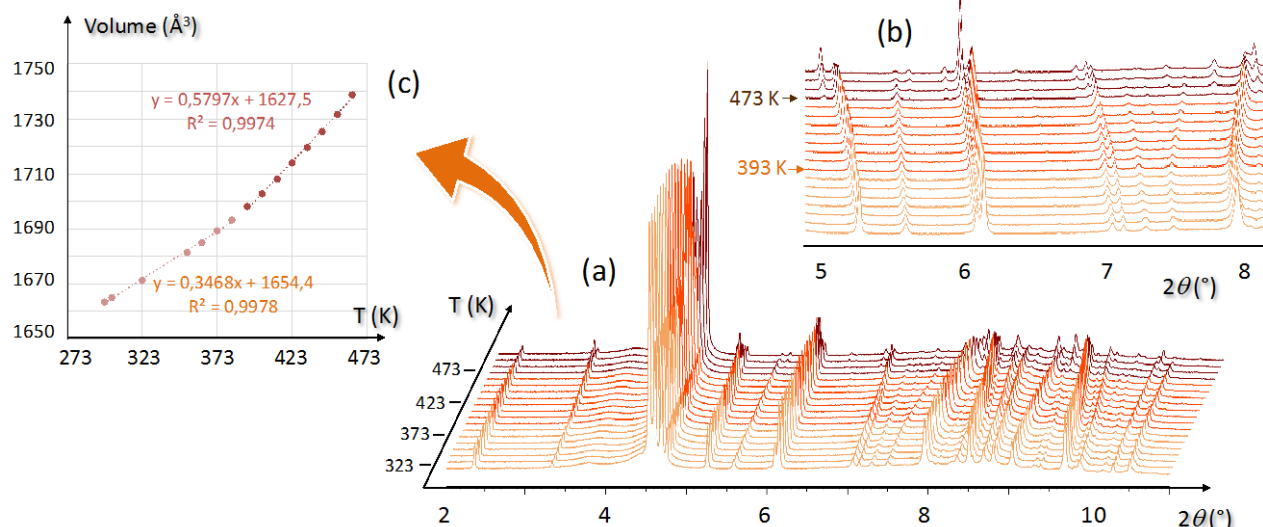 Volume (Å³)
1750
1730
1710
1690
1670
1650
y = 0,5797x + 1627,5
R² = 0,9974
y = 0,3468x + 1654,4
R² = 0,9978
T (K)
273
323
373
423
473
(c)
(b)
473 K
393 K
5
6
7
8
2θ(°)
(a)
T (K)
473
423
373
323
2
4
6
8
10
2θ(°)